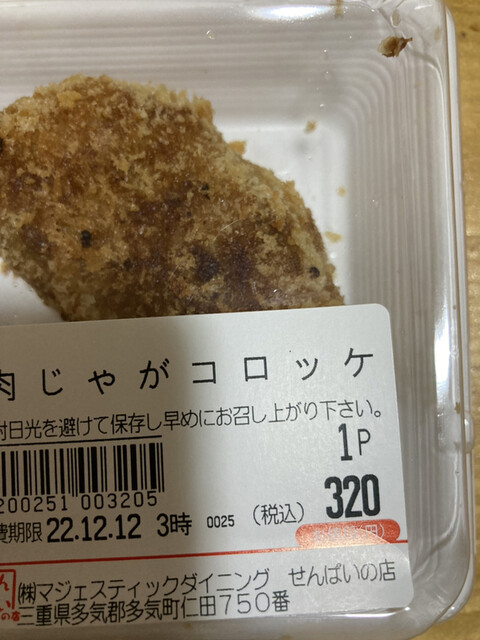 肉じゃがコロッケ
射日光を避けて保存し早めにお召し上がり下さい。
1P
200251 003205
320
費期限 22.12.12 3時 0025 (税込)
㈱マジェスティックダイニング せんぱいの店
三重県多気郡多気町仁田750番